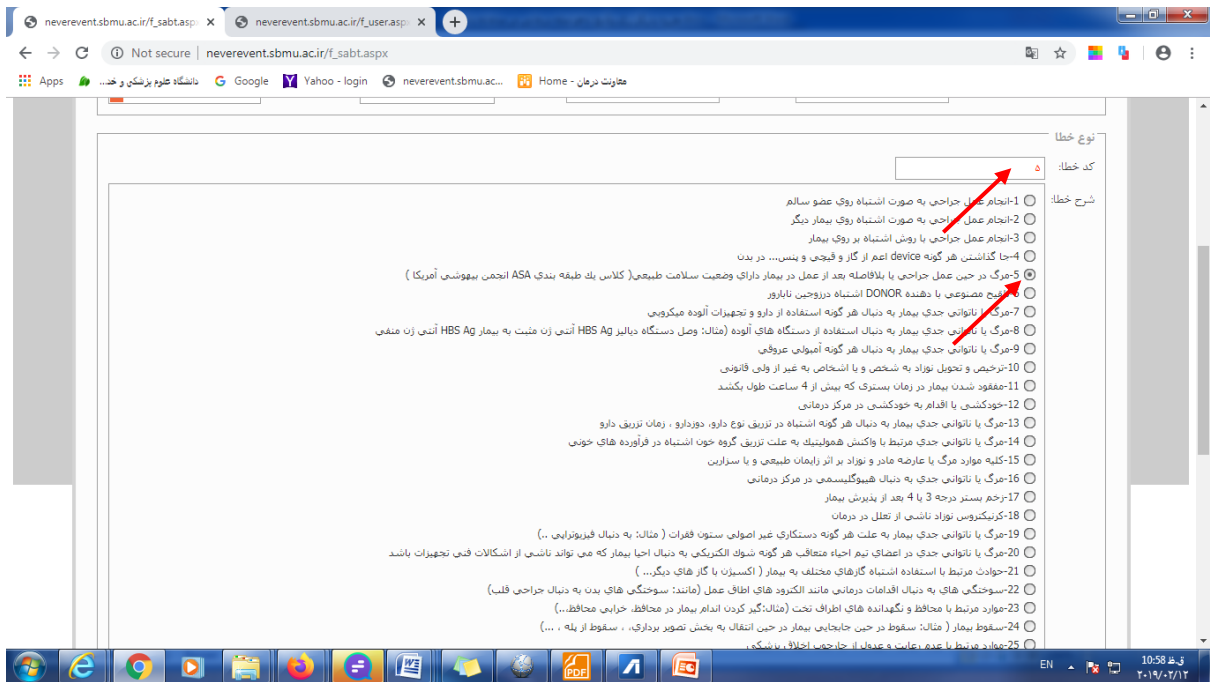 neverevent.sbmu.ac.ir/f_sabt.asp
neverevent.sbmu.ac.ir/f_user.asp
Not secure | neverevent.sbmu.ac.ir/f_sabt.aspx
Apps
دانشگاه علوم پزشکی و خد...
Google
Yahoo - login
neverevent.sbmu.ac...
Home - معاونت درمان
نوع خطا
کد خطا:
۵
شرح خطا:
1-انجام عمل جراحي به صورت اشتباه روي عضو سالم
2-انجام عمل جراحي به صورت اشتباه روي بيمار ديگر
3-انجام عمل جراحي با روش اشتباه بر روي بيمار
4-جا گذاشتن هر گونه device اعم از گاز و قيچي و پنس... در بدن
5-مرگ در حين عمل جراحي يا بلافاصله بعد از عمل در بيمار داراي وضعيت سلامت طبيعي( كلاس يك طبقه بندي ASA انجمن بيهوشي آمريكا )
6-تلقيح مصنوعي با دهنده DONOR اشتباه درزوجين نابارور
7-مرگ يا ناتواني جدي بيمار به دنبال هر گونه استفاده از دارو و تجهيزات آلوده ميكروبي
8-مرگ يا ناتواني جدي بيمار به دنبال استفاده از دستگاه هاي آلوده (مثال: وصل دستگاه دياليز HBS Ag آنتي ژن مثبت به بيمار HBS Ag آنتي ژن منفي
9-مرگ يا ناتواني جدي بيمار به دنبال هر گونه آمبولي عروقي
10-ترخيص و تحويل نوزاد به شخص و يا اشخاص به غير از ولي قانوني
11-مفقود شدن بيمار در زمان بستري كه بيش از 4 ساعت طول بكشد
12-خودكشي يا اقدام به خودكشي در مركز درماني
13-مرگ يا ناتواني جدي بيمار به دنبال هر گونه اشتباه در تزريق نوع دارو، دوزدارو ، زمان تزريق دارو
14-مرگ يا ناتواني جدي مرتبط با واكنش هموليتيك به علت تزريق گروه خون اشتباه در فرآورده هاي خوني
15-كليه موارد مرگ يا عارضه مادر و نوزاد بر اثر زايمان طبيعي و يا سزارين
16-مرگ يا ناتواني جدي به دنبال هيپوگليسمي در مركز درماني
17-زخم بستر درجه 3 يا 4 بعد از پذيرش بيمار
18-كرنيكتروس نوزاد ناشي از تعلل در درمان
19-مرگ يا ناتواني جدي بيمار به علت هر گونه دستكاري غير اصولي ستون فقرات ( مثال: به دنبال فيزيوتراپي ..)
20-مرگ يا ناتواني جدي در اعضاي تيم احياء متعاقب هر گونه شوك الكتريكي به دنبال احيا بيمار كه مي تواند ناشي از اشكالات فني تجهيزات باشد
21-حوادث مرتبط با استفاده اشتباه گازهاي مختلف به بيمار ( اكسيژن با گاز هاي ديگر... )
22-سوختگي هاي به دنبال اقدامات درماني مانند الكترود هاي اطاق عمل (مانند: سوختگي هاي بدن به دنبال جراحي قلب)
23-موارد مرتبط با محافظ و نگهدانده هاي اطراف تخت (مثال:گير كردن اندام بيمار در محافظ، خرابي محافظ،..)
24-سقوط بيمار ( مثال: سقوط در حين جابجايي بيمار در حين انتقال به بخش تصوير برداري، ، سقوط از پله ، ...)
25-موارد مرتبط با عدم رعايت و عدول از چارچوب اخلاق پزشكي
EN
10:58 ق.ظ
۲۰۱۹/۰۲/۱۲